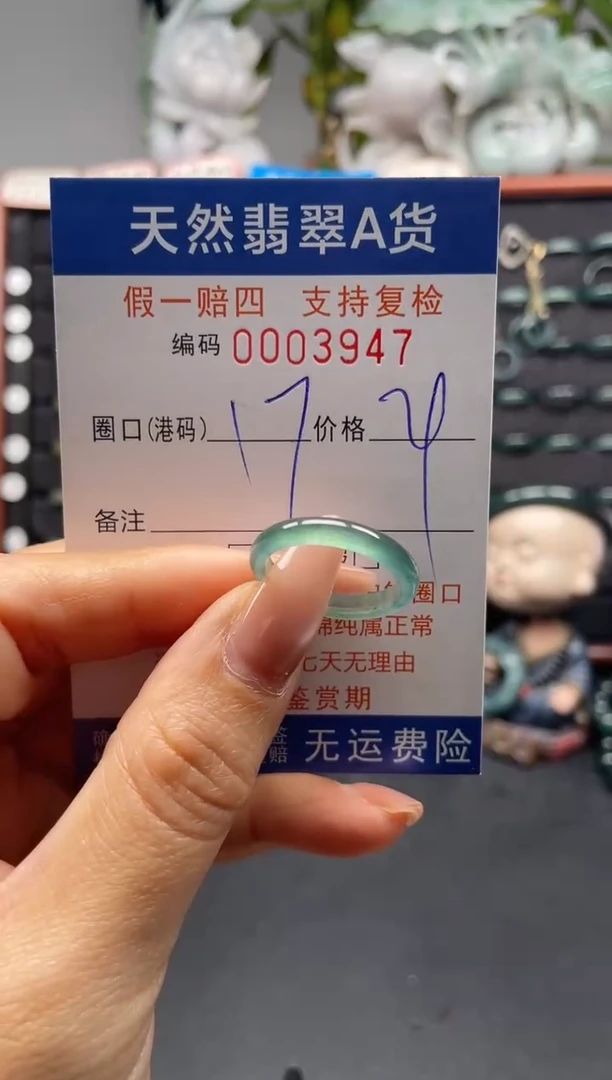 天然翡翠A货
假一赔四 支持复检
编码 0003947
圈口(港码) 17 价格
备注
圈口
纯属正常
七天无理由
鉴赏期
无运费险